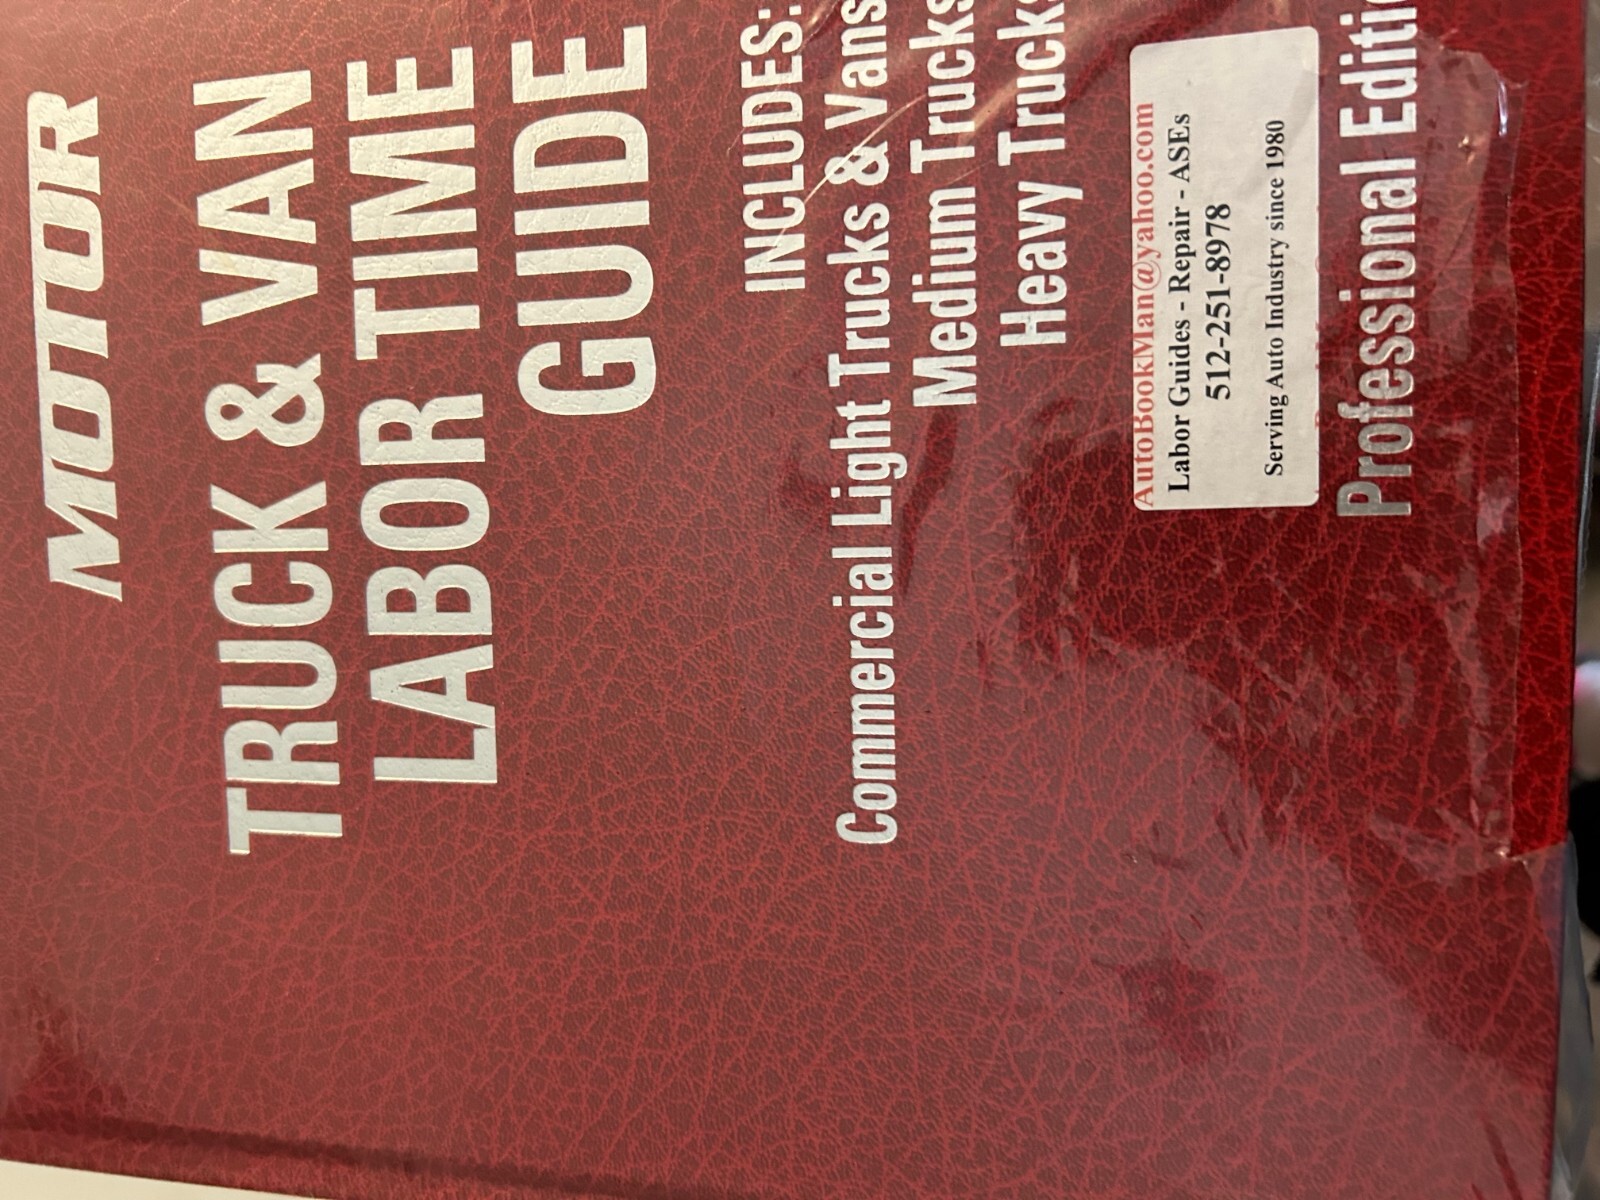 MOTOR
TRUCK & VAN
LABOR TIME
GUIDE
INCLUDES:
Commercial Light Trucks & Vans
Medium Trucks
Heavy Trucks
AutoBookMan@yahoo.com
Labor Guides - Repair - ASEs
512-251-8978
Serving Auto Industry since 1980
Professional Editi